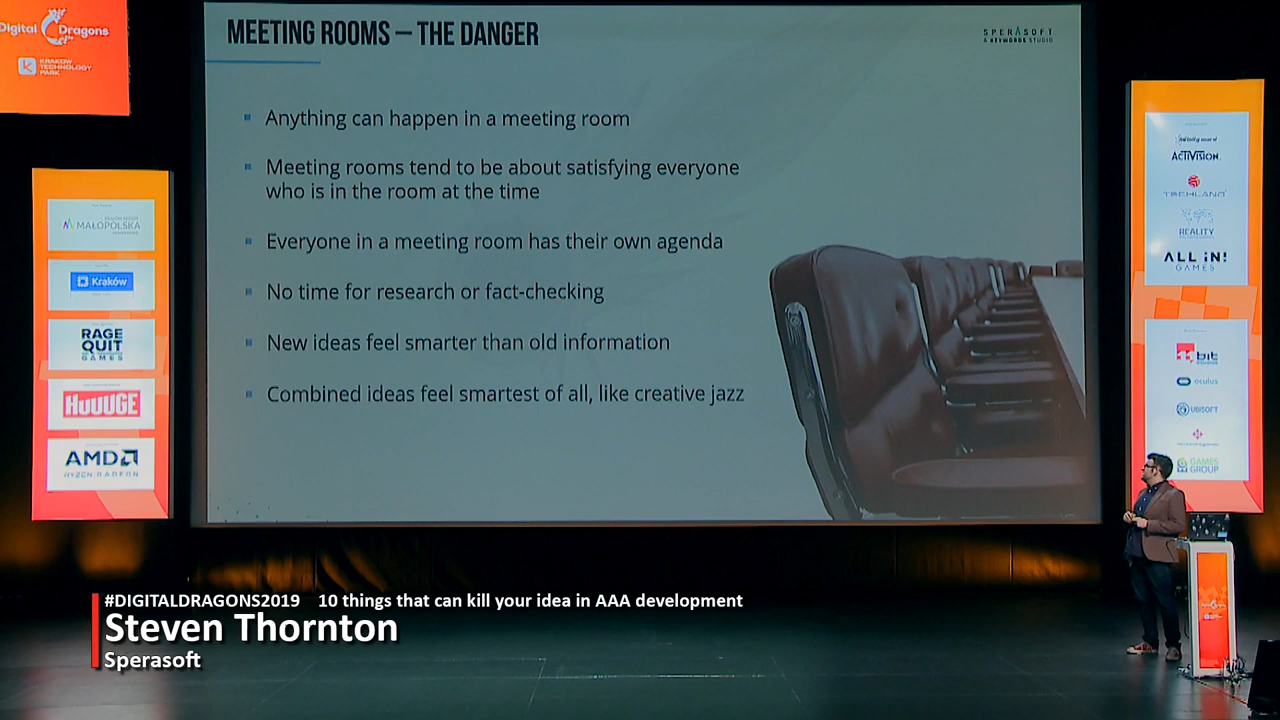 Digital Dragons
KRAKOW
TECHNOLOGY
PARK
MEETING ROOMS – THE DANGER
SPERASOFT
A KEYWORDS STUDIO
Anything can happen in a meeting room
Meeting rooms tend to be about satisfying everyone
who is in the room at the time
Everyone in a meeting room has their own agenda
No time for research or fact-checking
New ideas feel smarter than old information
Combined ideas feel smartest of all, like creative jazz
MAŁOPOLSKA
Kraków
RAGE
QUIT
GAMES
HUUUGE
AMD
RYZEN RADEON
ACTIVISION
TECHLAND
REALITY
ALL iN!
GAMES
11 bit
oculus
UBISOFT
GAMES
GROUP
#DIGITALDRAGONS2019 10 things that can kill your idea in AAA development
Steven Thornton
Sperasoft